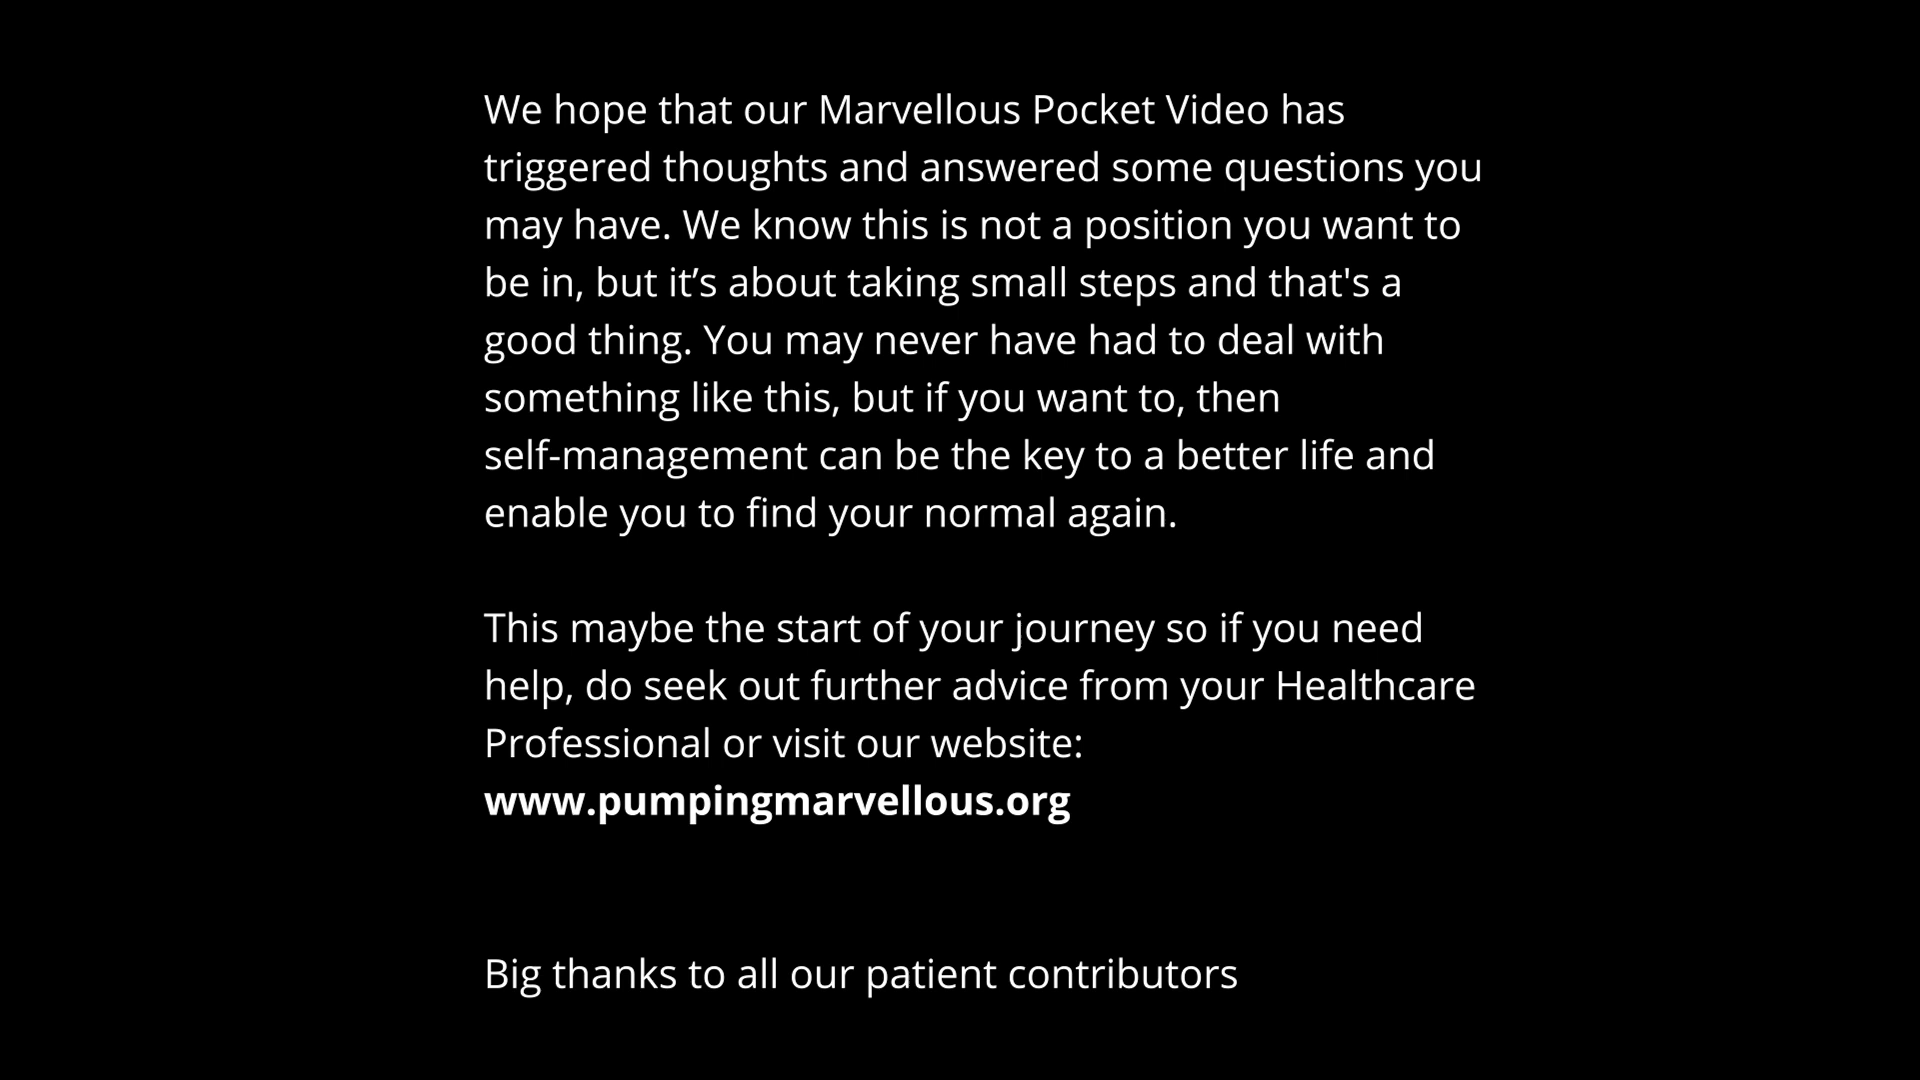 We hope that our Marvellous Pocket Video has
triggered thoughts and answered some questions you
may have. We know this is not a position you want to
be in, but it’s about taking small steps and that's a
good thing. You may never have had to deal with
something like this, but if you want to, then
self-management can be the key to a better life and
enable you to find your normal again.
This maybe the start of your journey so if you need
help, do seek out further advice from your Healthcare
Professional or visit our website:
www.pumpingmarvellous.org
Big thanks to all our patient contributors